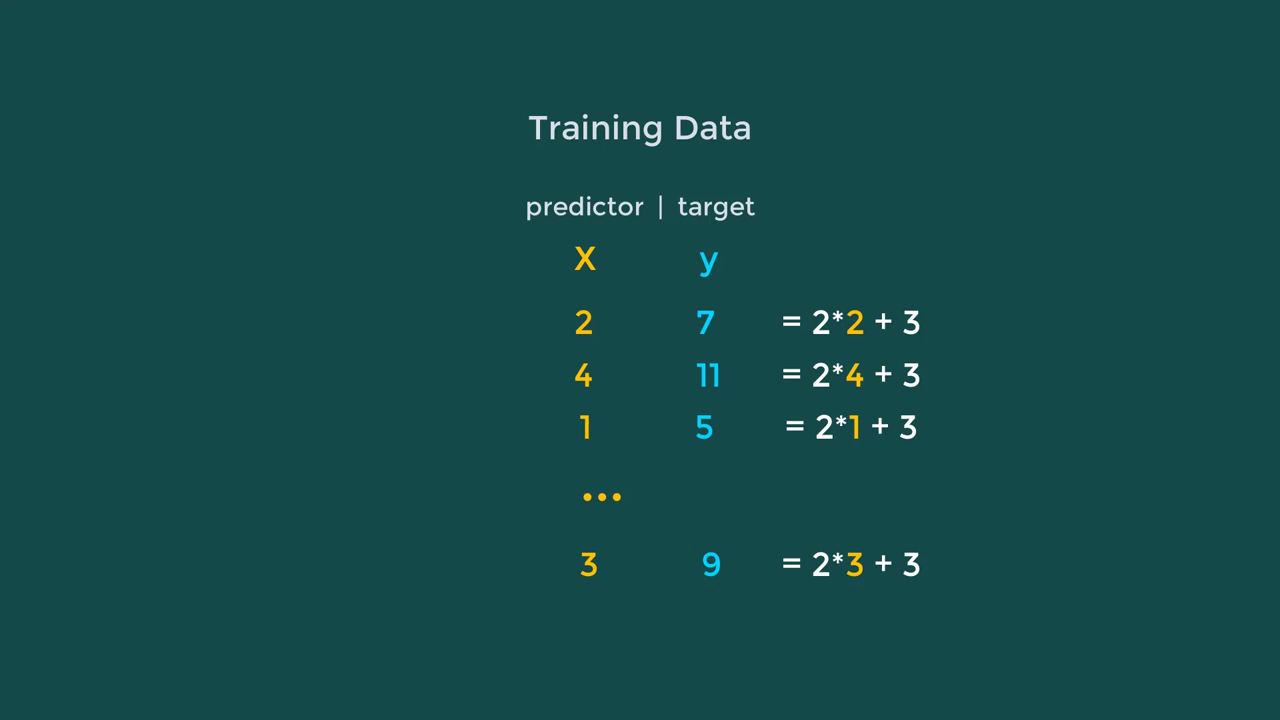 Training Data
predictor | target
X y
2 7 = 2*2 + 3
4 11 = 2*4 + 3
1 5 = 2*1 + 3
...
3 9 = 2*3 + 3